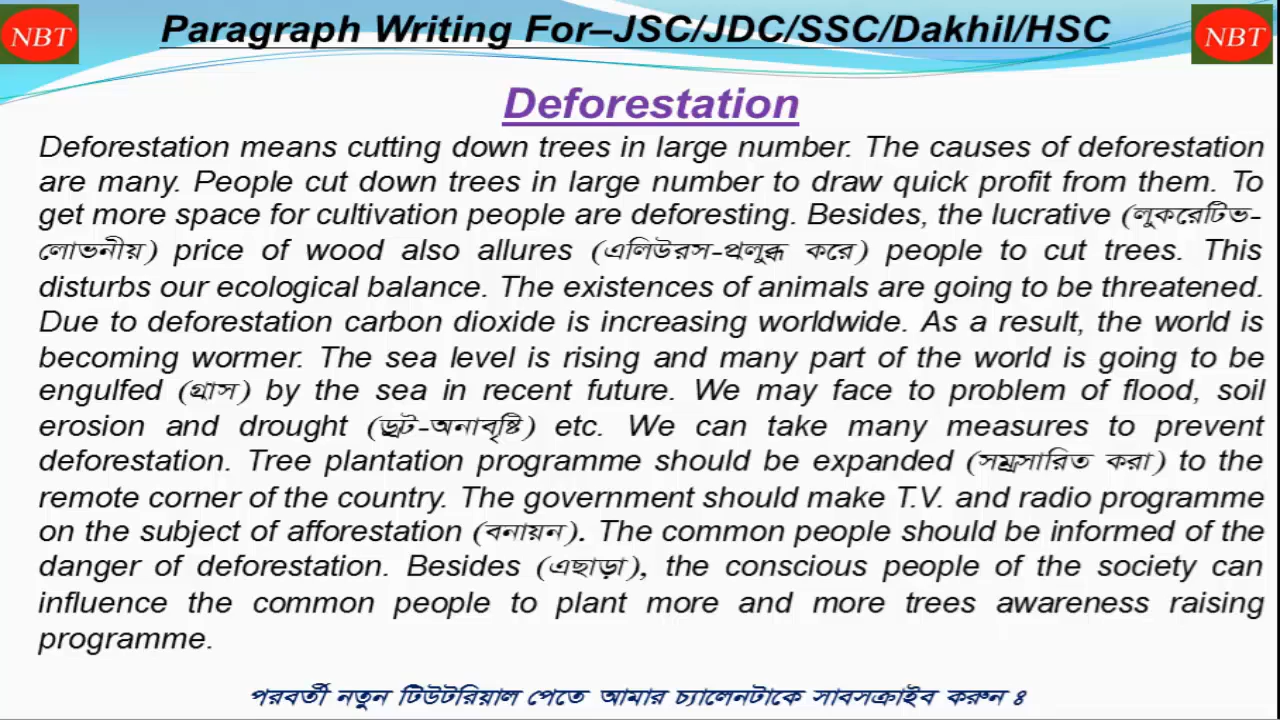 NBT
Paragraph Writing For–JSC/JDC/SSC/Dakhil/HSC
NBT
Deforestation
Deforestation means cutting down trees in large number. The causes of deforestation
are many. People cut down trees in large number to draw quick profit from them. To
get more space for cultivation people are deforesting. Besides, the lucrative (লুকরেটিভ-
লোভনীয়) price of wood also allures (এলিউরস-প্রলুব্ধ করে) people to cut trees. This
disturbs our ecological balance. The existences of animals are going to be threatened.
Due to deforestation carbon dioxide is increasing worldwide. As a result, the world is
becoming wormer. The sea level is rising and many part of the world is going to be
engulfed (গ্রাস) by the sea in recent future. We may face to problem of flood, soil
erosion and drought (ড্রট-অনাবৃষ্টি) etc. We can take many measures to prevent
deforestation. Tree plantation programme should be expanded (সম্প্রসারিত করা) to the
remote corner of the country. The government should make T.V. and radio programme
on the subject of afforestation (বনায়ন). The common people should be informed of the
danger of deforestation. Besides (এছাড়া), the conscious people of the society can
influence the common people to plant more and more trees awareness raising
programme.
পরবর্তী নতুন টিউটরিয়াল পেতে আমার চ্যালেনটাকে সাবসক্রাইব করুন ঃ